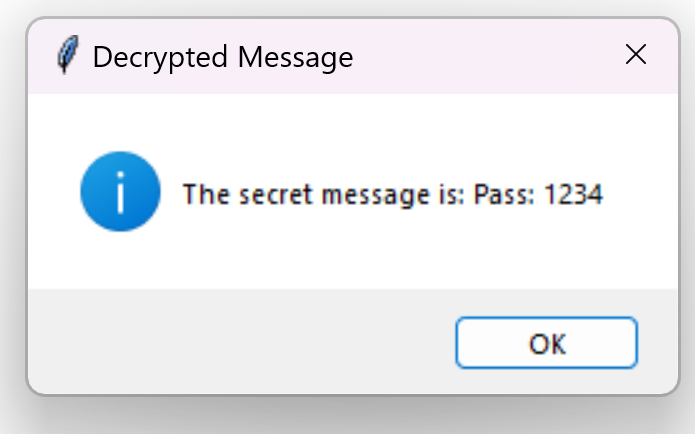 Decrypted Message
The secret message is: Pass: 1234
OK